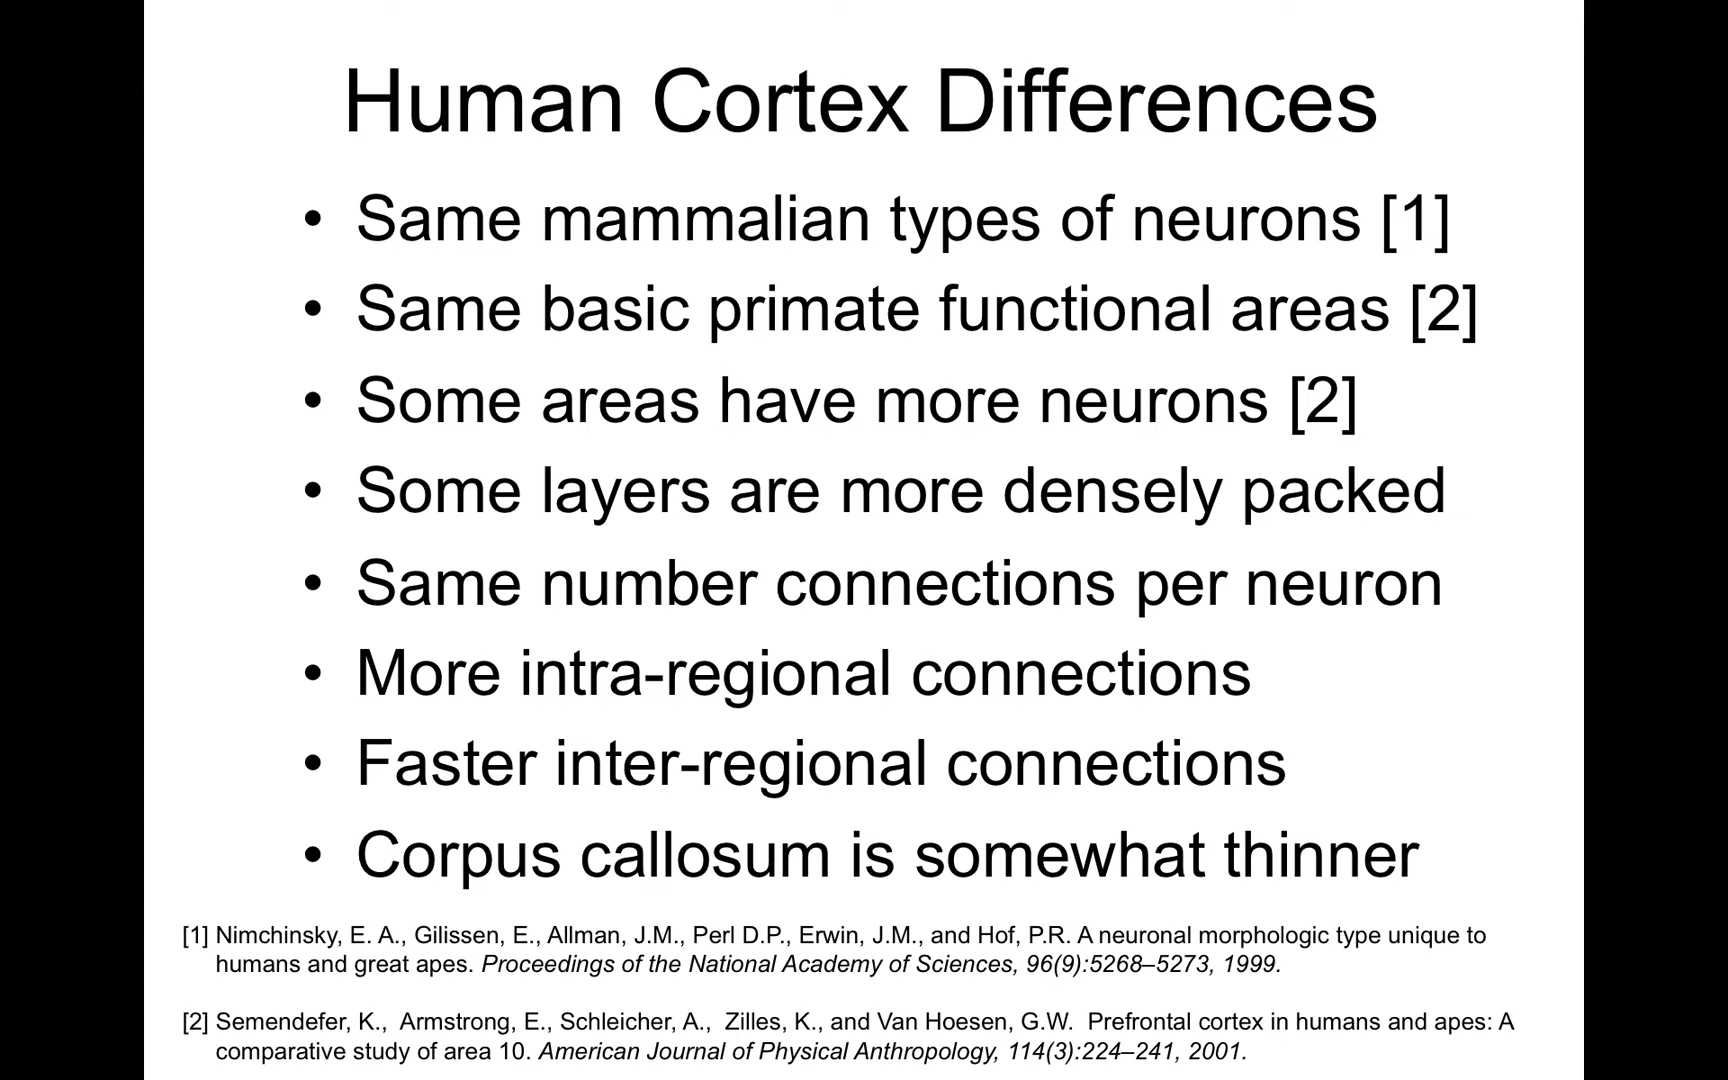 Human Cortex Differences
• Same mammalian types of neurons [1]
• Same basic primate functional areas [2]
• Some areas have more neurons [2]
• Some layers are more densely packed
• Same number connections per neuron
• More intra-regional connections
• Faster inter-regional connections
• Corpus callosum is somewhat thinner
[1] Nimchinsky, E. A., Gilissen, E., Allman, J.M., Perl D.P., Erwin, J.M., and Hof, P.R. A neuronal morphologic type unique to
humans and great apes. Proceedings of the National Academy of Sciences, 96(9):5268–5273, 1999.
[2] Semendefer, K., Armstrong, E., Schleicher, A., Zilles, K., and Van Hoesen, G.W. Prefrontal cortex in humans and apes: A
comparative study of area 10. American Journal of Physical Anthropology, 114(3):224–241, 2001.